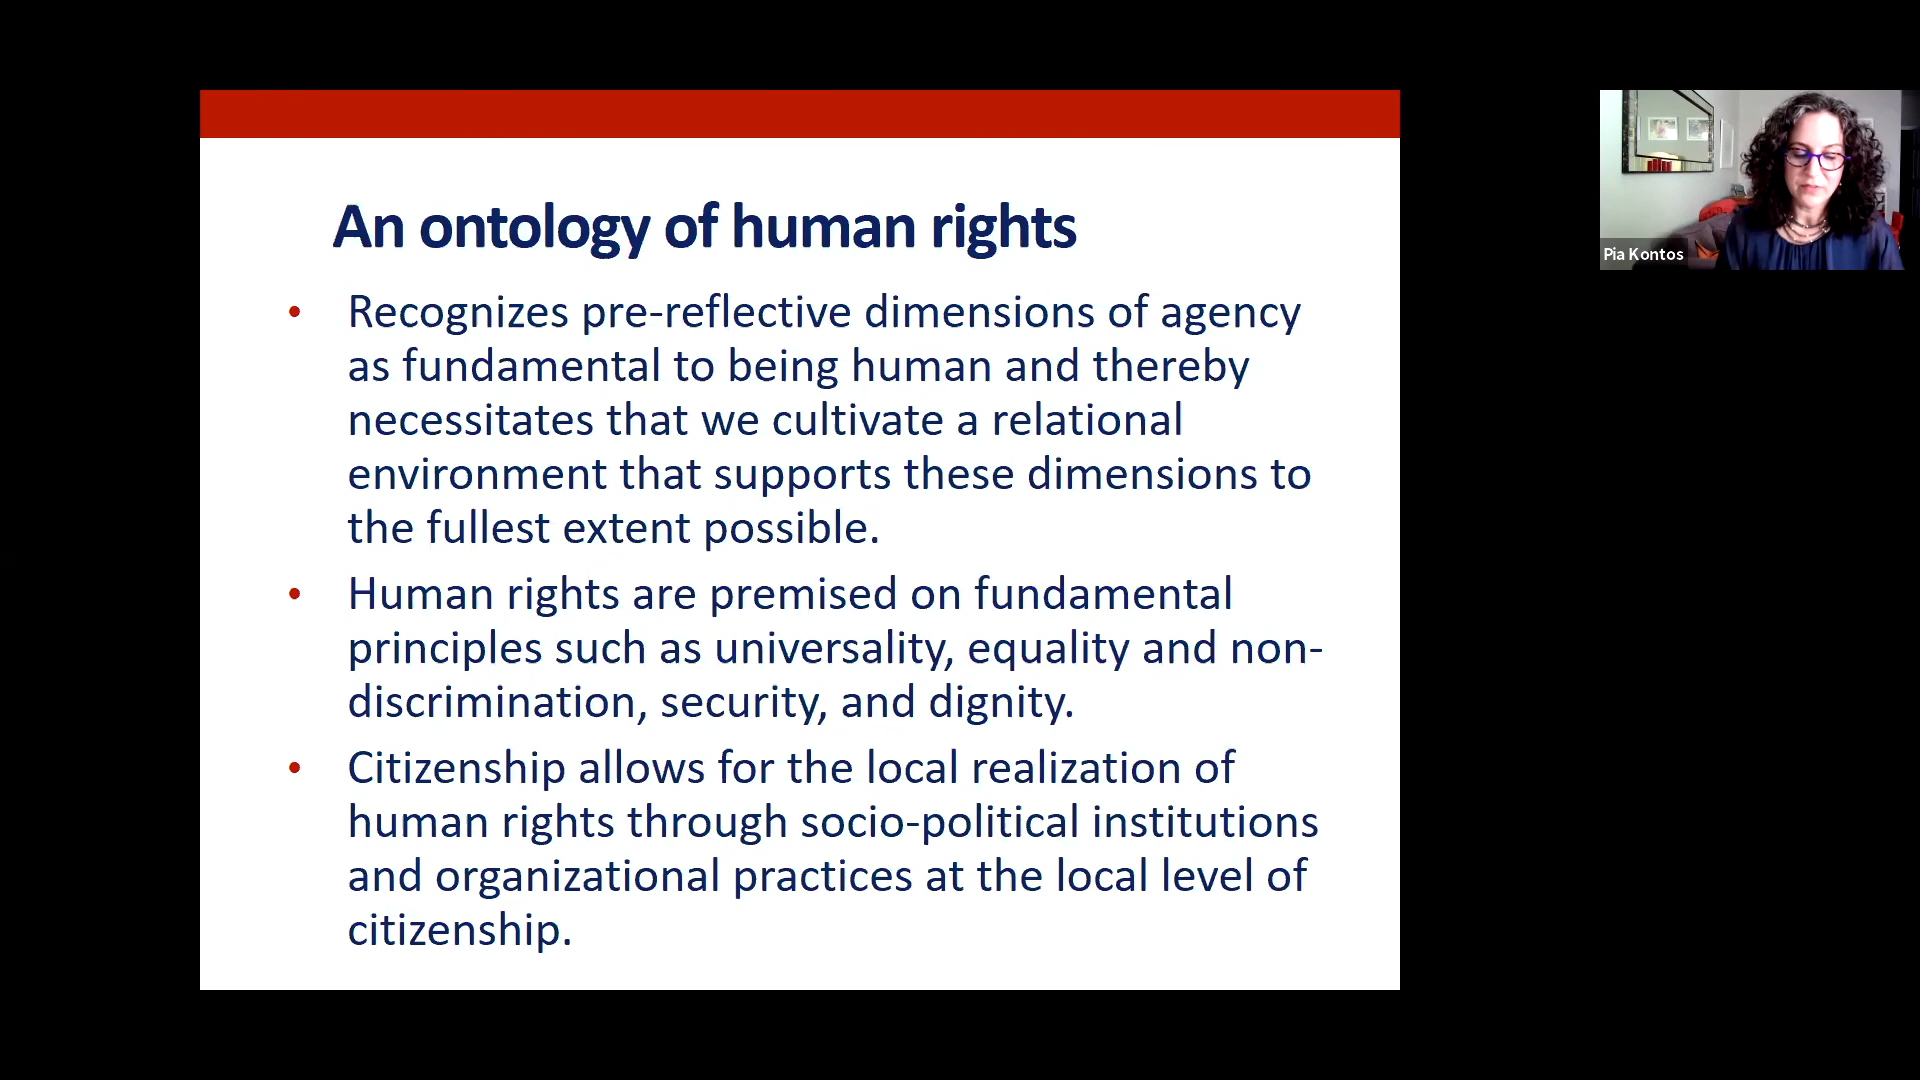 An ontology of human rights
• Recognizes pre-reflective dimensions of agency
as fundamental to being human and thereby
necessitates that we cultivate a relational
environment that supports these dimensions to
the fullest extent possible.
• Human rights are premised on fundamental
principles such as universality, equality and non-
discrimination, security, and dignity.
• Citizenship allows for the local realization of
human rights through socio-political institutions
and organizational practices at the local level of
citizenship.
Pia Kontos